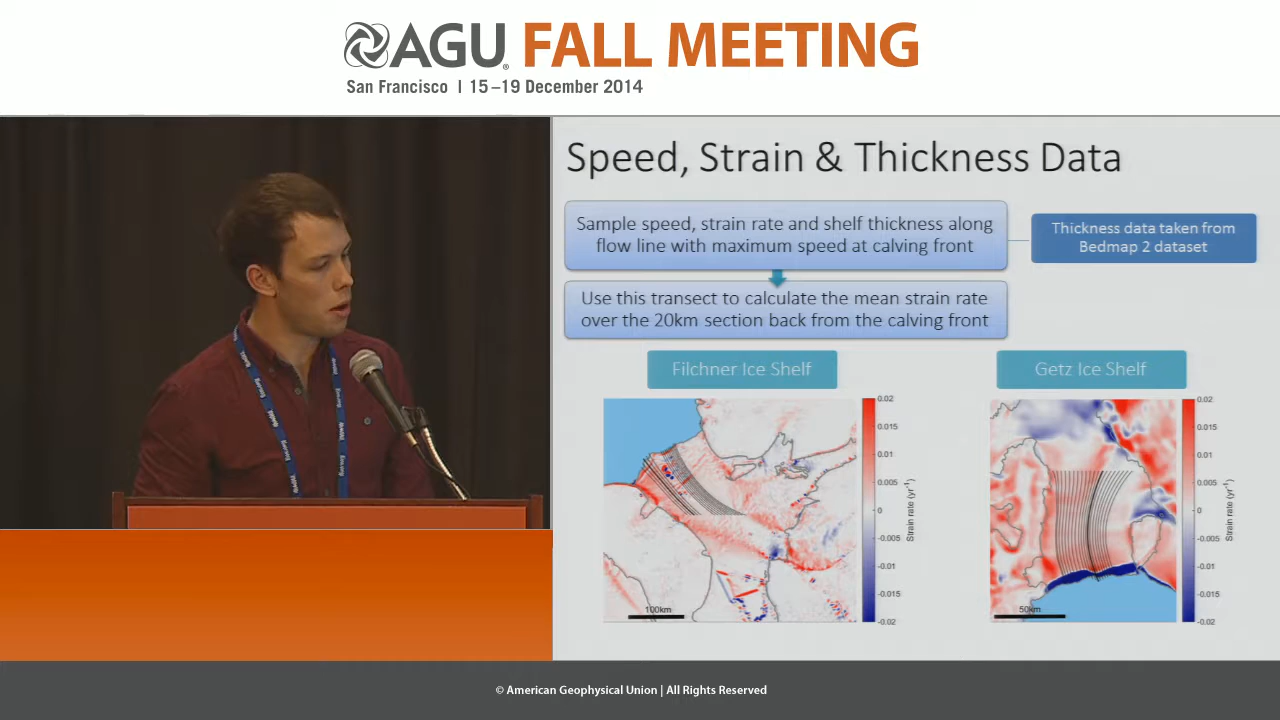 AGU FALL MEETING
San Francisco | 15–19 December 2014
Speed, Strain & Thickness Data
Sample speed, strain rate and shelf thickness along
flow line with maximum speed at calving front
Thickness data taken from
Bedmap 2 dataset
Use this transect to calculate the mean strain rate
over the 20km section back from the calving front
Filchner Ice Shelf
Getz Ice Shelf
0.02
0.015
0.01
0.005
0
-0.005
-0.01
-0.015
-0.02
Strain rate (yr⁻¹)
100km
0.02
0.015
0.01
0.005
0
-0.005
-0.01
-0.015
-0.02
Strain rate (yr⁻¹)
50km
© American Geophysical Union | All Rights Reserved